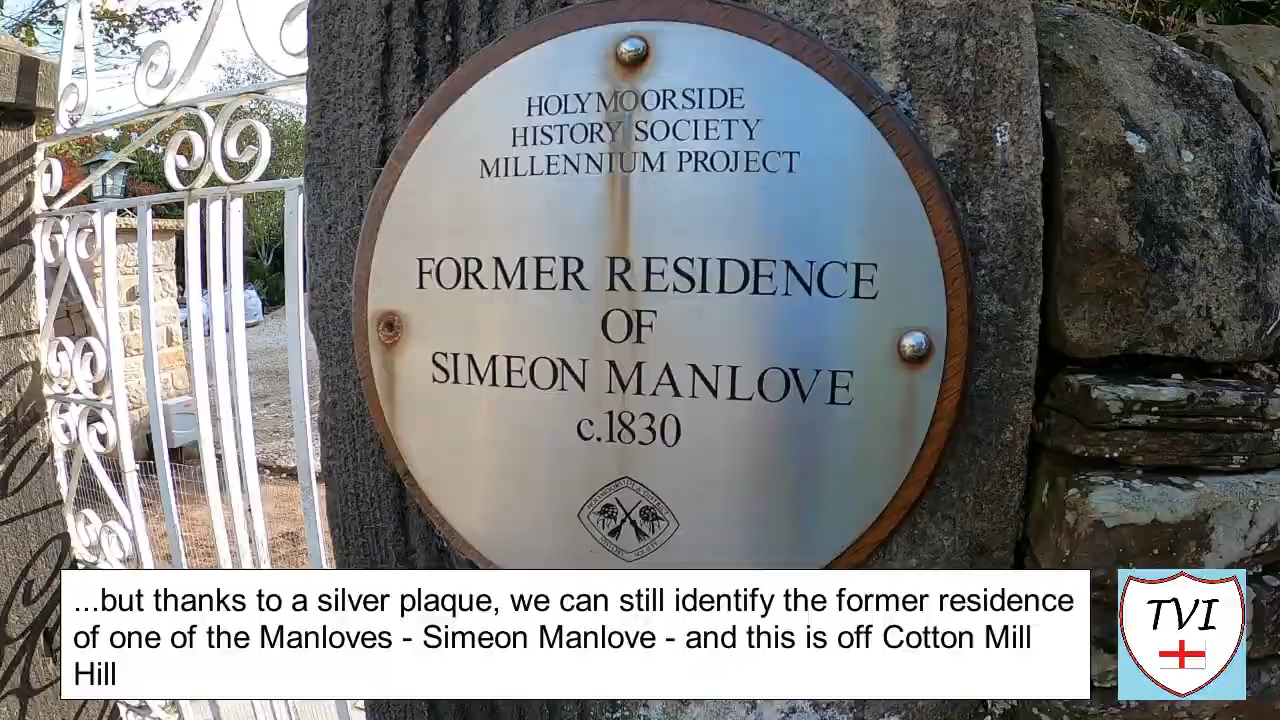 HOLYMOORSIDE
HISTORY SOCIETY
MILLENNIUM PROJECT
FORMER RESIDENCE
OF
SIMEON MANLOVE
c.1830
...but thanks to a silver plaque, we can still identify the former residence
of one of the Manloves - Simeon Manlove - and this is off Cotton Mill
Hill
TVI